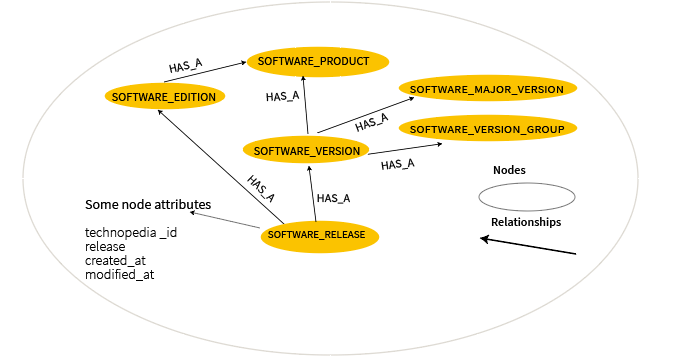 HAS_A
SOFTWARE_PRODUCT
SOFTWARE_EDITION
HAS_A
SOFTWARE_MAJOR_VERSION
HAS_A
SOFTWARE_VERSION_GROUP
SOFTWARE_VERSION
HAS_A
Nodes
HAS_A
HAS_A
Some node attributes
Relationships
SOFTWARE_RELEASE
technopedia _id
release
created_at
modified_at